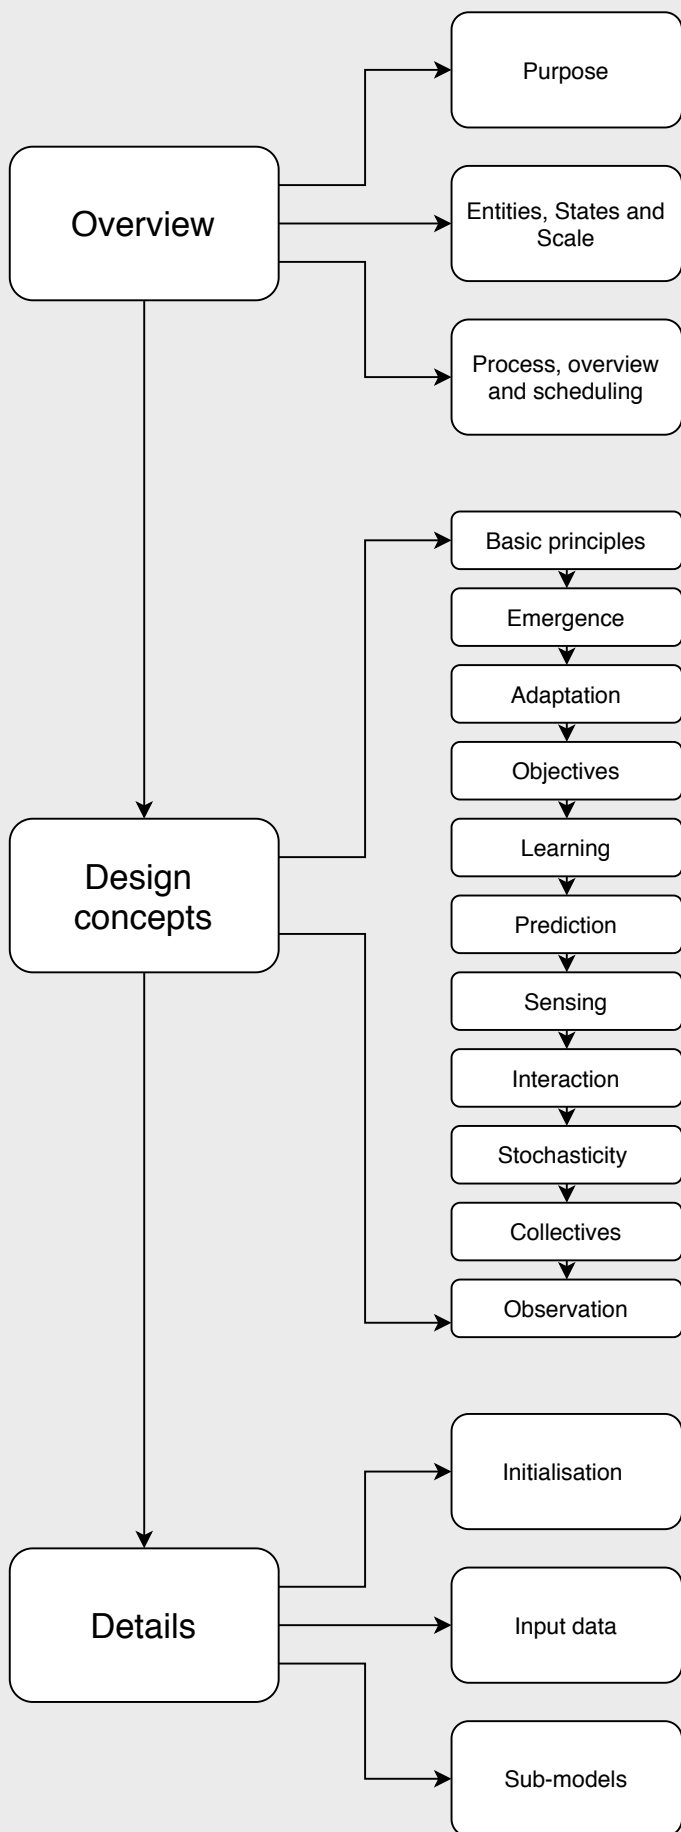 Overview
Purpose
Entities, States and
Scale
Process, overview
and scheduling
Design
concepts
Basic principles
Emergence
Adaptation
Objectives
Learning
Prediction
Sensing
Interaction
Stochasticity
Collectives
Observation
Details
Initialisation
Input data
Sub-models